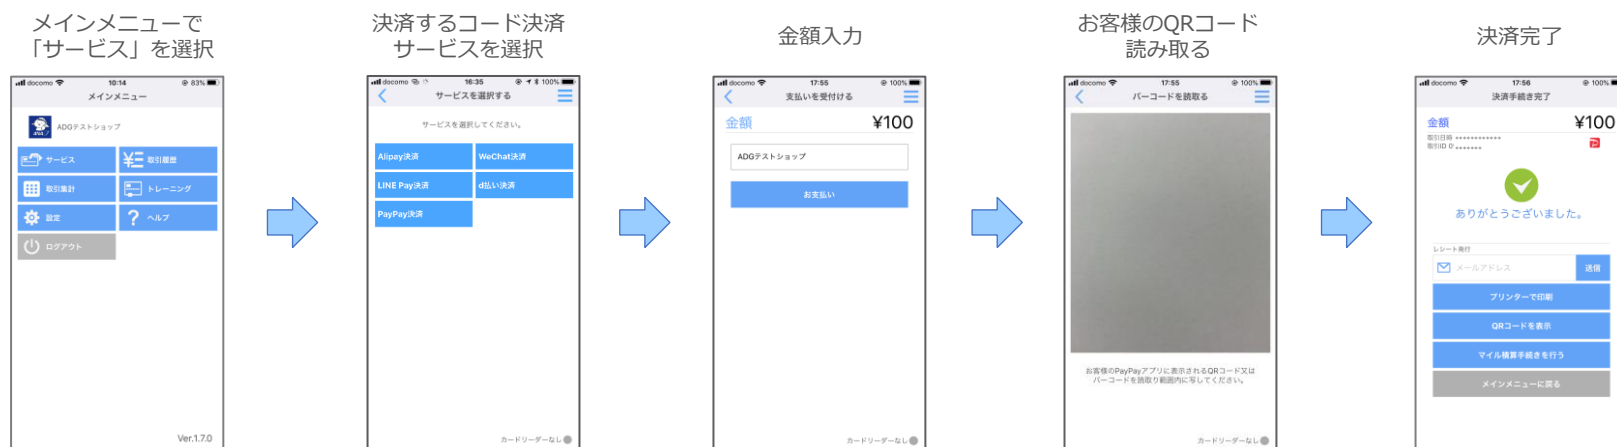 メインメニューで
「サービス」を選択
docomo 10:14 83%
メインメニュー
ADGテストショップ
サービス
取引履歴
取引集計
トレーニング
設定
ヘルプ
ログアウト
Ver.1.7.0
決済するコード決済
サービスを選択
docomo 16:35 100%
サービスを選択する
サービスを選択してください。
Alipay決済
WeChat決済
LINE Pay決済
d払い決済
PayPay決済
カードリーダーなし
金額入力
docomo 17:55 100%
支払いを受付ける
金額 ¥100
ADGテストショップ
お支払い
カードリーダーなし
お客様のQRコード
読み取る
docomo 17:55 100%
バーコードを読取る
お客様のPayPayアプリに表示されるQRコード又は
バーコードを読取り範囲内に写してください。
カードリーダーなし
決済完了
docomo 17:56 100%
決済手続き完了
金額 ¥100
取引日時 ************
取引ID
ありがとうございました。
レシート発行
メールアドレス
送信
プリンターで印刷
QRコードを表示
マイル積算手続きを行う
メインメニューに戻る